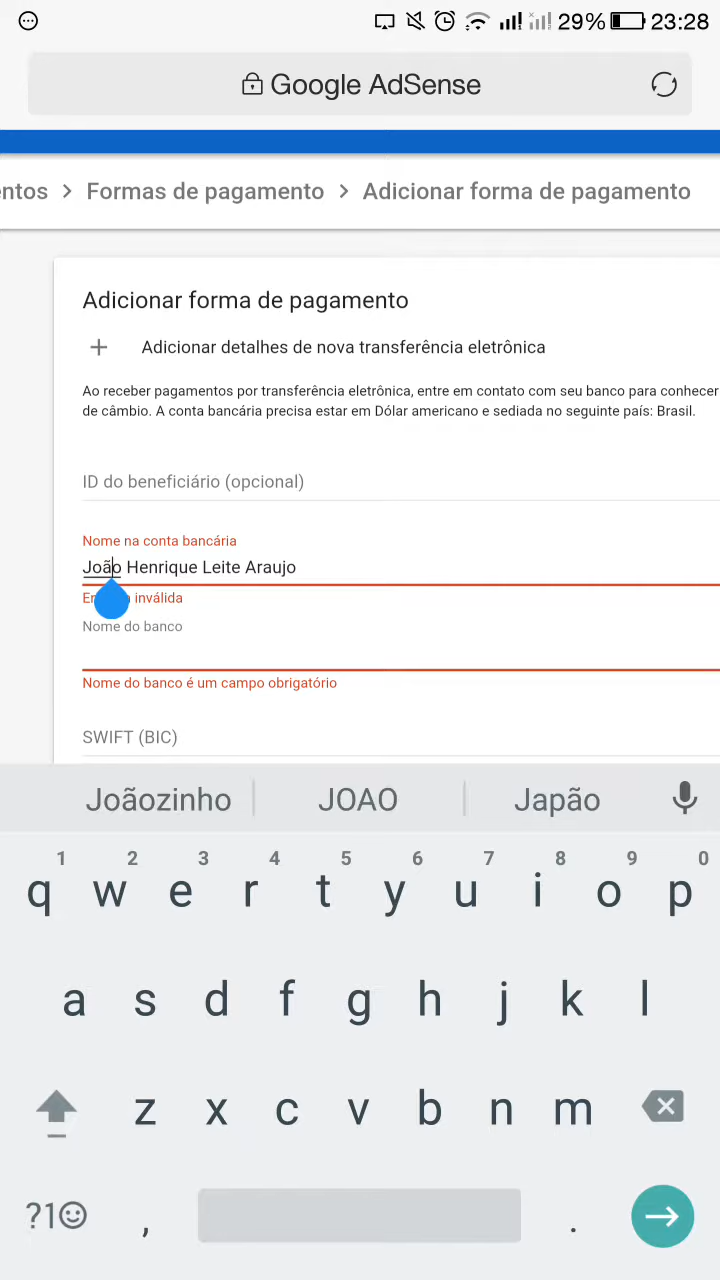 29% 23:28
Google AdSense
entos > Formas de pagamento > Adicionar forma de pagamento
Adicionar forma de pagamento
+ Adicionar detalhes de nova transferência eletrônica
Ao receber pagamentos por transferência eletrônica, entre em contato com seu banco para conhecer
de câmbio. A conta bancária precisa estar em Dólar americano e sediada no seguinte país: Brasil.
ID do beneficiário (opcional)
Nome na conta bancária
João Henrique Leite Araujo
inválida
Nome do banco
Nome do banco é um campo obrigatório
SWIFT (BIC)
Joãozinho JOAO Japão
1 2 3 4 5 6 7 8 9 0
q w e r t y u i o p
a s d f g h j k l
z x c v b n m
?1☺ , .